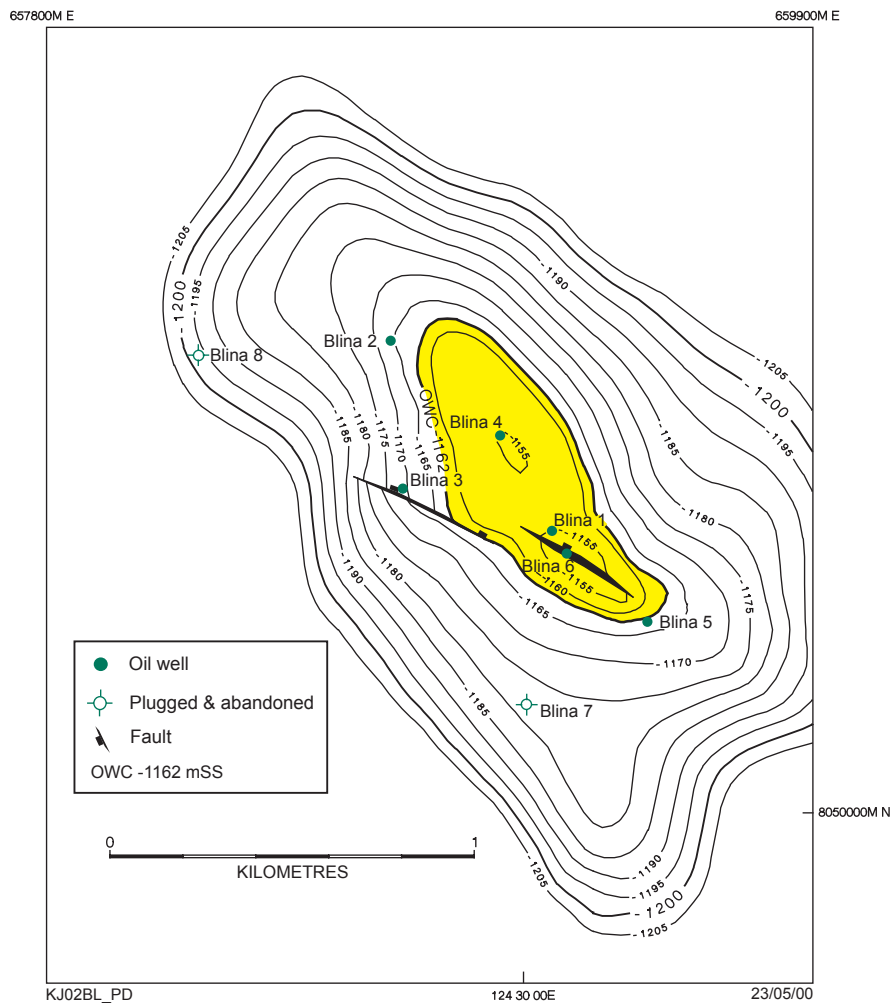 657800M E
659900M E
-1205
-1200
-1195
-1190
-1185
-1205
-1200
-1195
Blina 2
Blina 8
Blina 4
-1155
OWC -1162
-1185
-1180
-1175
-1170
-1165
Blina 3
-1180
Blina 1
-1155
Blina 6
-1155
-1160
-1175
-1190
-1180
-1165
Blina 5
-1170
-1185
Blina 7
Oil well
Plugged & abandoned
Fault
OWC -1162 mSS
8050000M N
0
1
KILOMETRES
-1205
-1190
-1195
-1200
-1205
KJ02BL_PD
124 30 00E
23/05/00